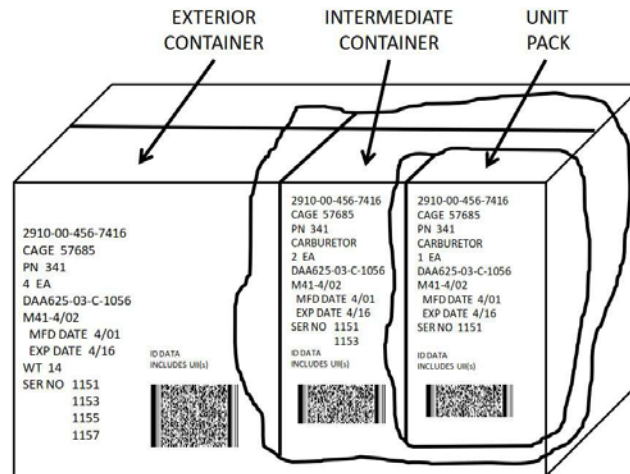 EXTERIOR
CONTAINER
INTERMEDIATE
CONTAINER
UNIT
PACK
2910-00-456-7416
CAGE 57685
PN 341
4 EA
DAA625-03-C-1056
M41-4/02
MFD DATE 4/01
EXP DATE 4/16
WT 14
SER NO 1151
1153
1155
1157
ID DATA
INCLUDES UII(s)
2910-00-456-7416
CAGE 57685
PN 341
CARBURETOR
2 EA
DAA625-03-C-1056
M41-4/02
MFD DATE 4/01
EXP DATE 4/16
SER NO 1151
1153
ID DATA
INCLUDES UII(s)
2910-00-456-7416
CAGE 57685
PN 341
CARBURETOR
1 EA
DAA625-03-C-1056
M41-4/02
MFD DATE 4/01
EXP DATE 4/16
SER NO 1151
ID DATA
INCLUDES UII(s)